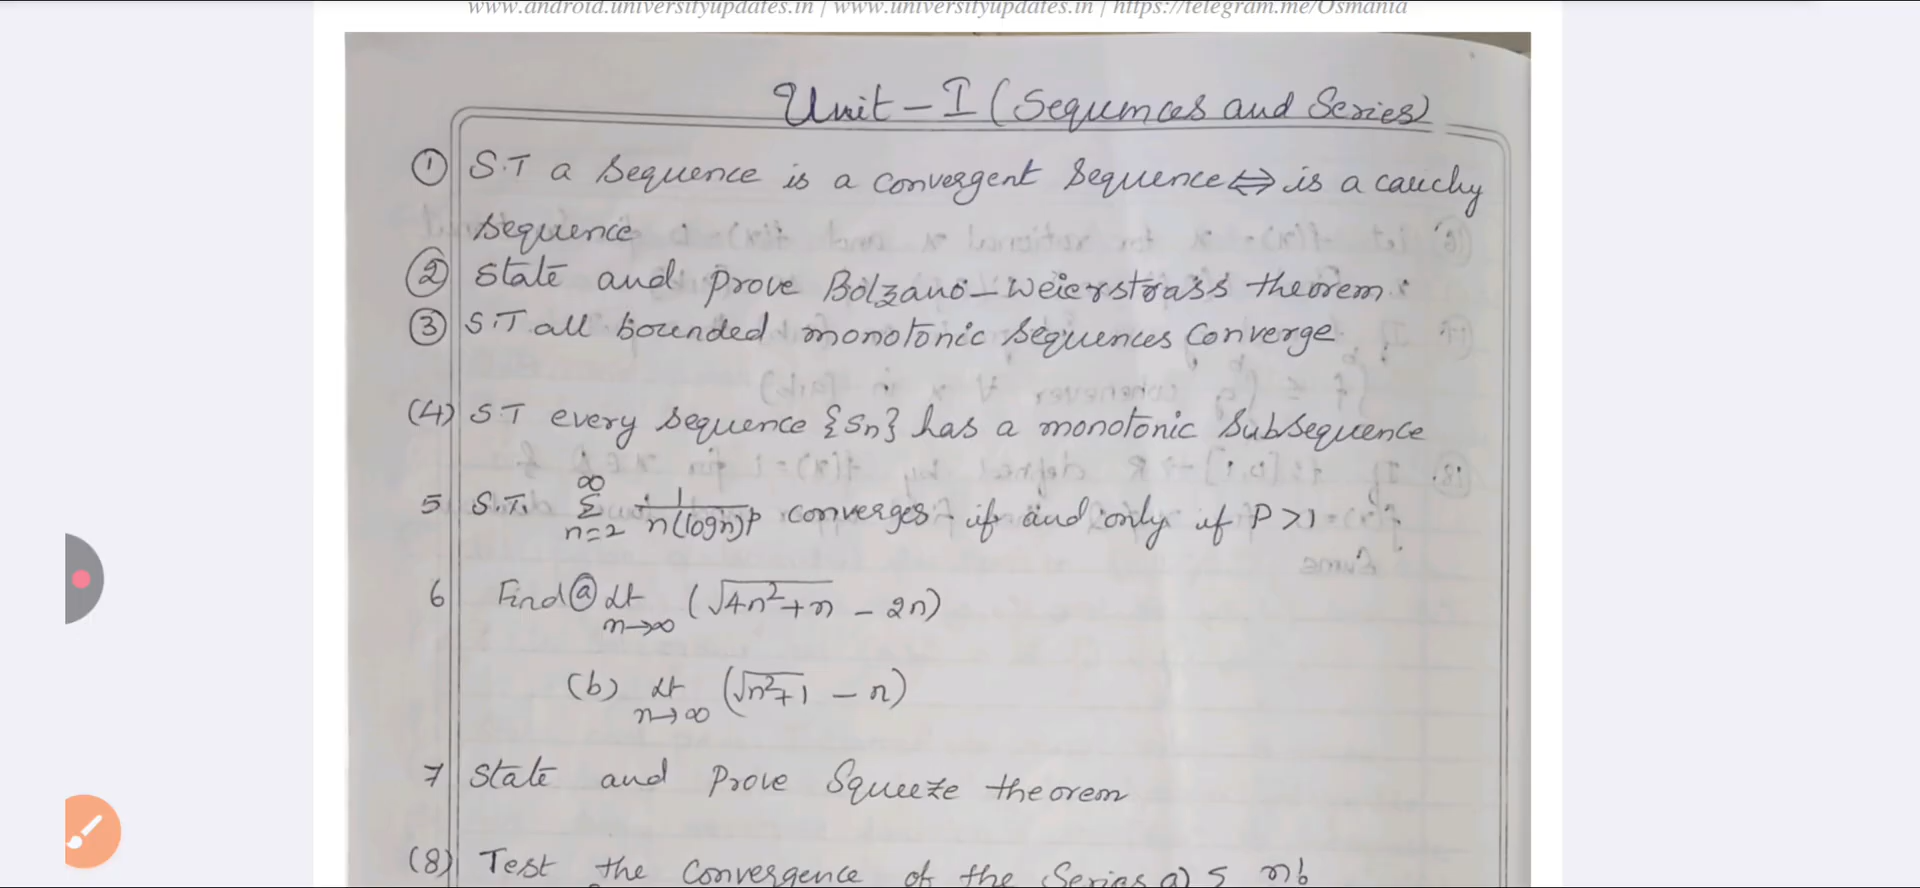 www.android.universityupdates.in | www.universityupdates.in | https://telegram.me/Osmania
Unit - I (Sequences and Series)
① S.T a sequence is a convergent sequence ⇔ is a cauchy
sequence
② state and prove Bolzano-Weierstrass theorem.
③ S.T all bounded monotonic sequences converge.
(4) S.T every sequence {Sn} has a monotonic subsequence
5 S.T. ∞ Σ n=2 1/n(logn)^p converges if and only if P>1
6 Find ⓐ Lt n→∞ (√4n²+n - 2n)
(b) Lt n→∞ (√n²+1 - n)
7 state and prove Squeeze theorem
(8) Test the convergence of the series a) Σ n!